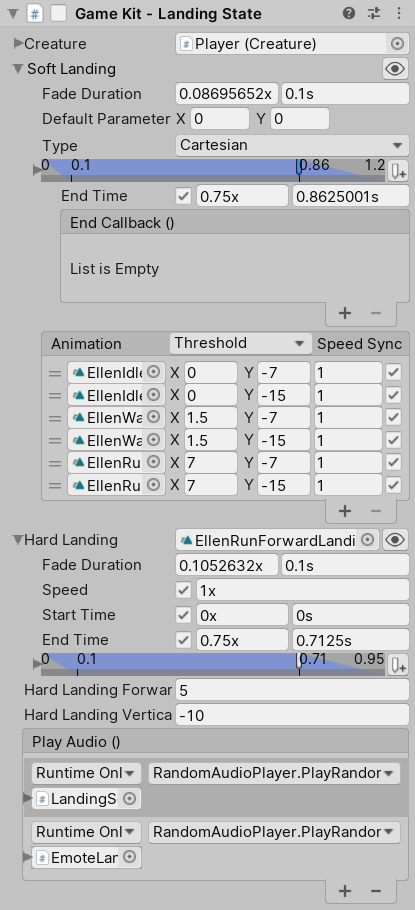 Game Kit - Landing State
Creature Player (Creature)
Soft Landing
Fade Duration 0.08695652x 0.1s
Default Parameter X 0 Y 0
Type Cartesian
0 0.1 0.86 1.2
End Time 0.75x 0.8625001s
End Callback ()
List is Empty
Animation Threshold Speed Sync
EllenIdle X 0 Y -7 1
EllenIdle X 0 Y -15 1
EllenWa X 1.5 Y -7 1
EllenWa X 1.5 Y -15 1
EllenRu X 7 Y -7 1
EllenRu X 7 Y -15 1
Hard Landing EllenRunForwardLandi
Fade Duration 0.1052632x 0.1s
Speed 1x
Start Time 0x 0s
End Time 0.75x 0.7125s
0 0.1 0.71 0.95
Hard Landing Forwar 5
Hard Landing Vertica -10
Play Audio ()
Runtime Onl RandomAudioPlayer.PlayRandor
LandingS
Runtime Onl RandomAudioPlayer.PlayRandor
EmoteLan